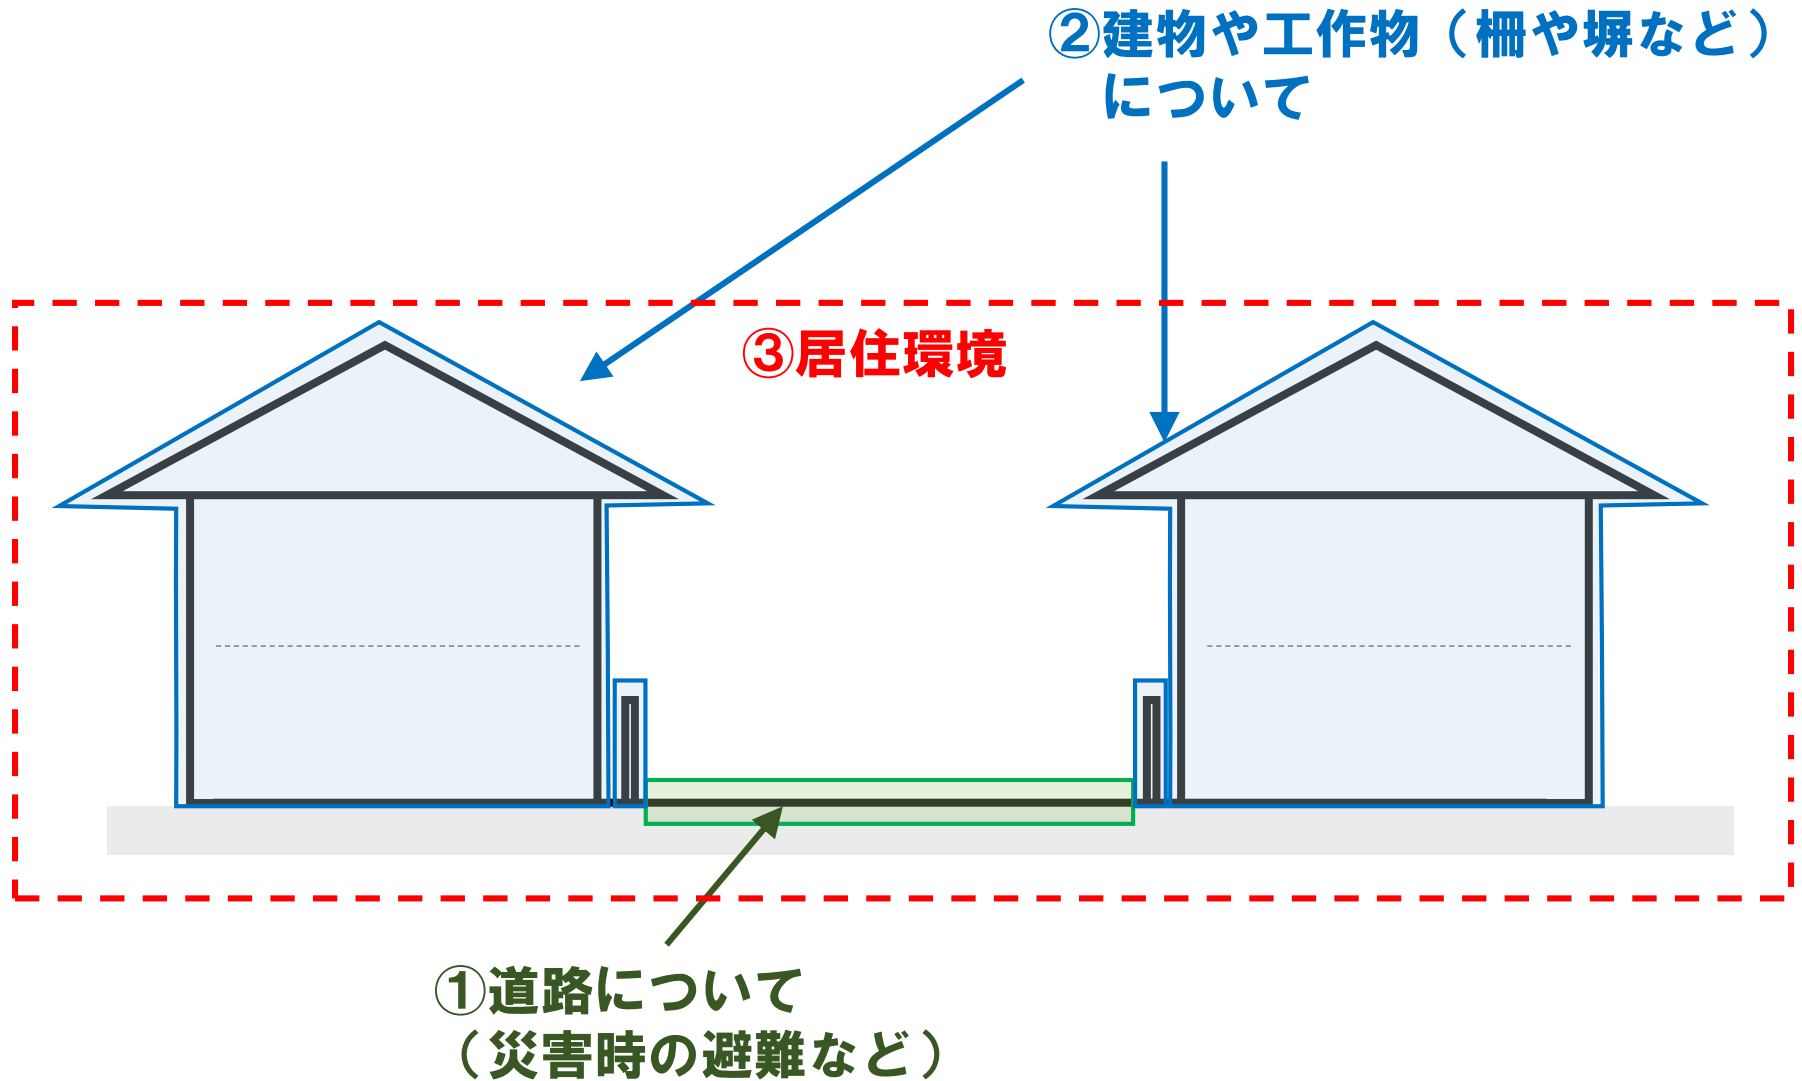 ②建物や工作物（柵や塀など）
について
③居住環境
①道路について
（災害時の避難など）